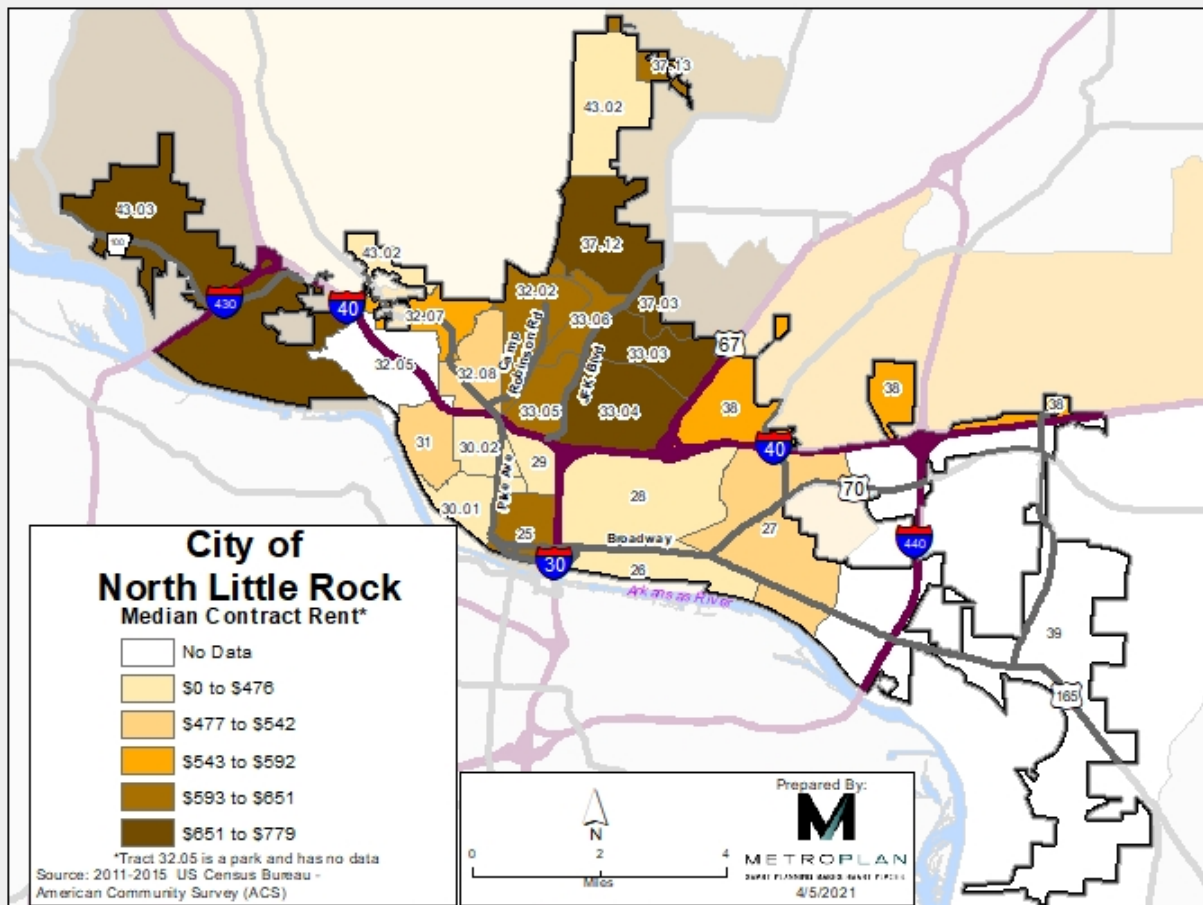 37.13
43.02
43.03
100
43.02
37.12
430
40
32.07
32.02
37.03
33.06
67
32.05
Camp
Robinson Rd
JFK Blvd
33.03
32.08
33.05
33.04
38
38
38
31
30.02
29
40
70
Pike Ave
28
27
30.01
25
Broadway
440
30
26
Arkansas River
39
165
City of
North Little Rock
Median Contract Rent*
No Data
$0 to $476
$477 to $542
$543 to $592
$593 to $651
$651 to $779
*Tract 32.05 is a park and has no data
Source: 2011-2015 US Census Bureau -
American Community Survey (ACS)
N
0 2 4
Miles
Prepared By:
M
METROPLAN
SMART PLANNING MAKES SMART PLACES
4/5/2021